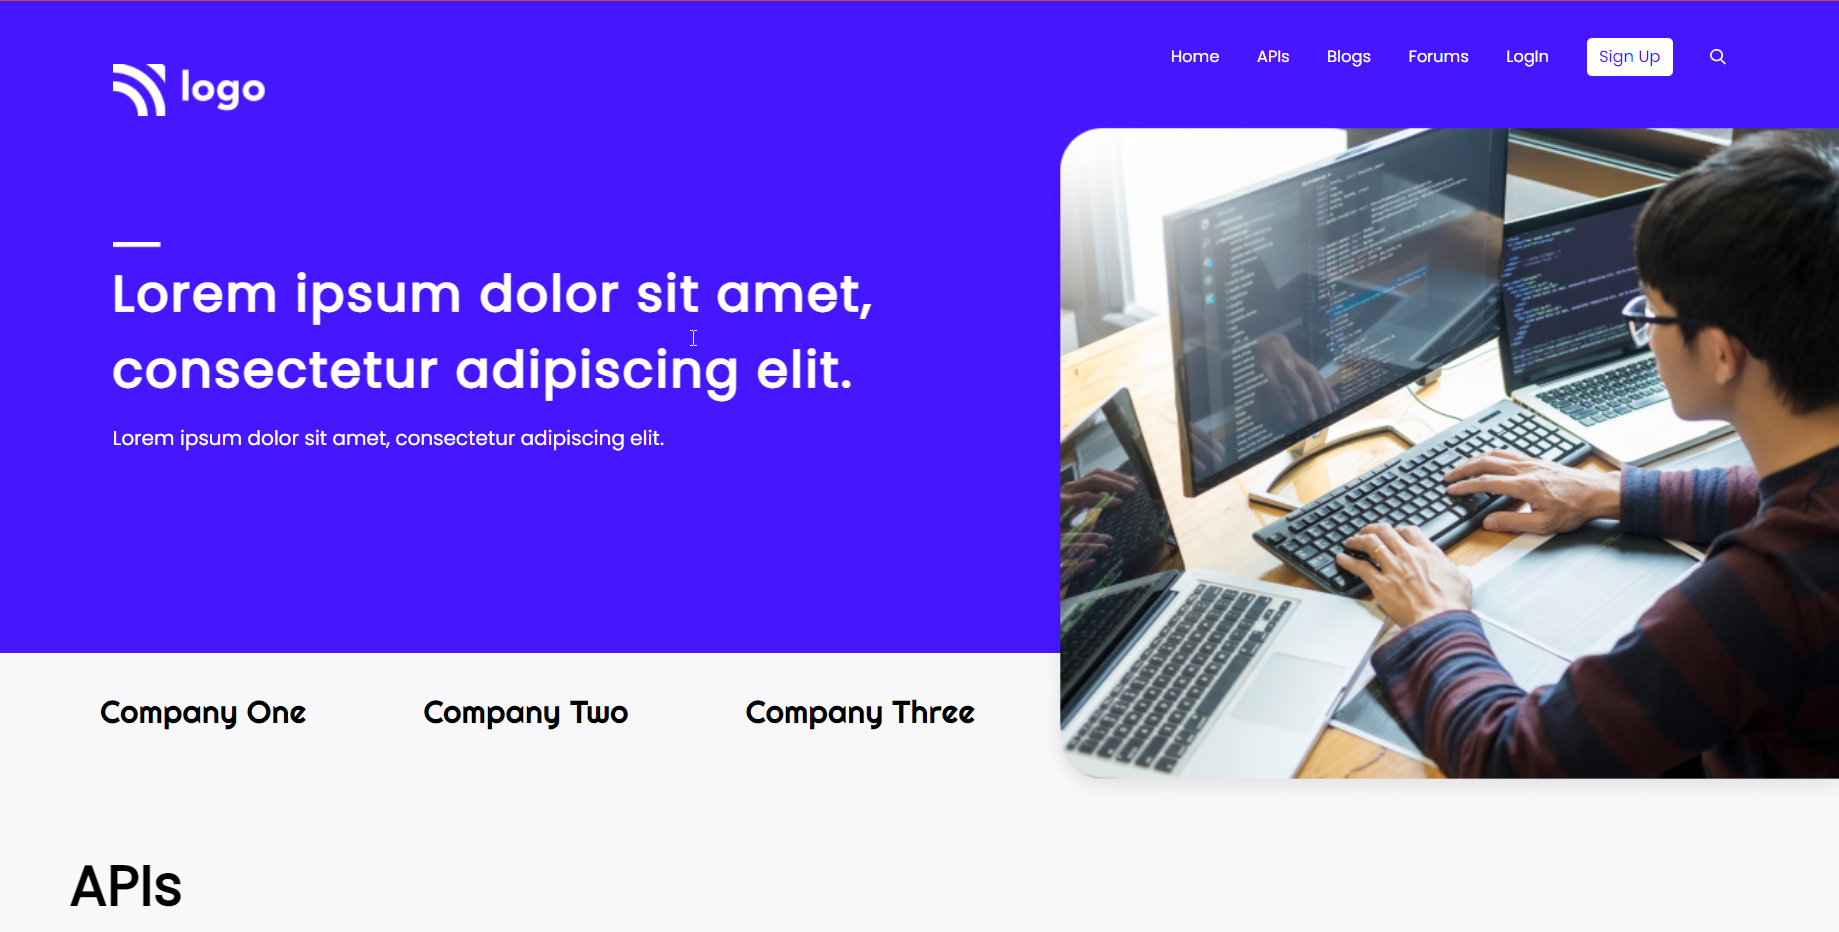 logo
Home APIs Blogs Forums LogIn Sign Up
Lorem ipsum dolor sit amet,
consectetur adipiscing elit.
Lorem ipsum dolor sit amet, consectetur adipiscing elit.
Company One Company Two Company Three
APIs